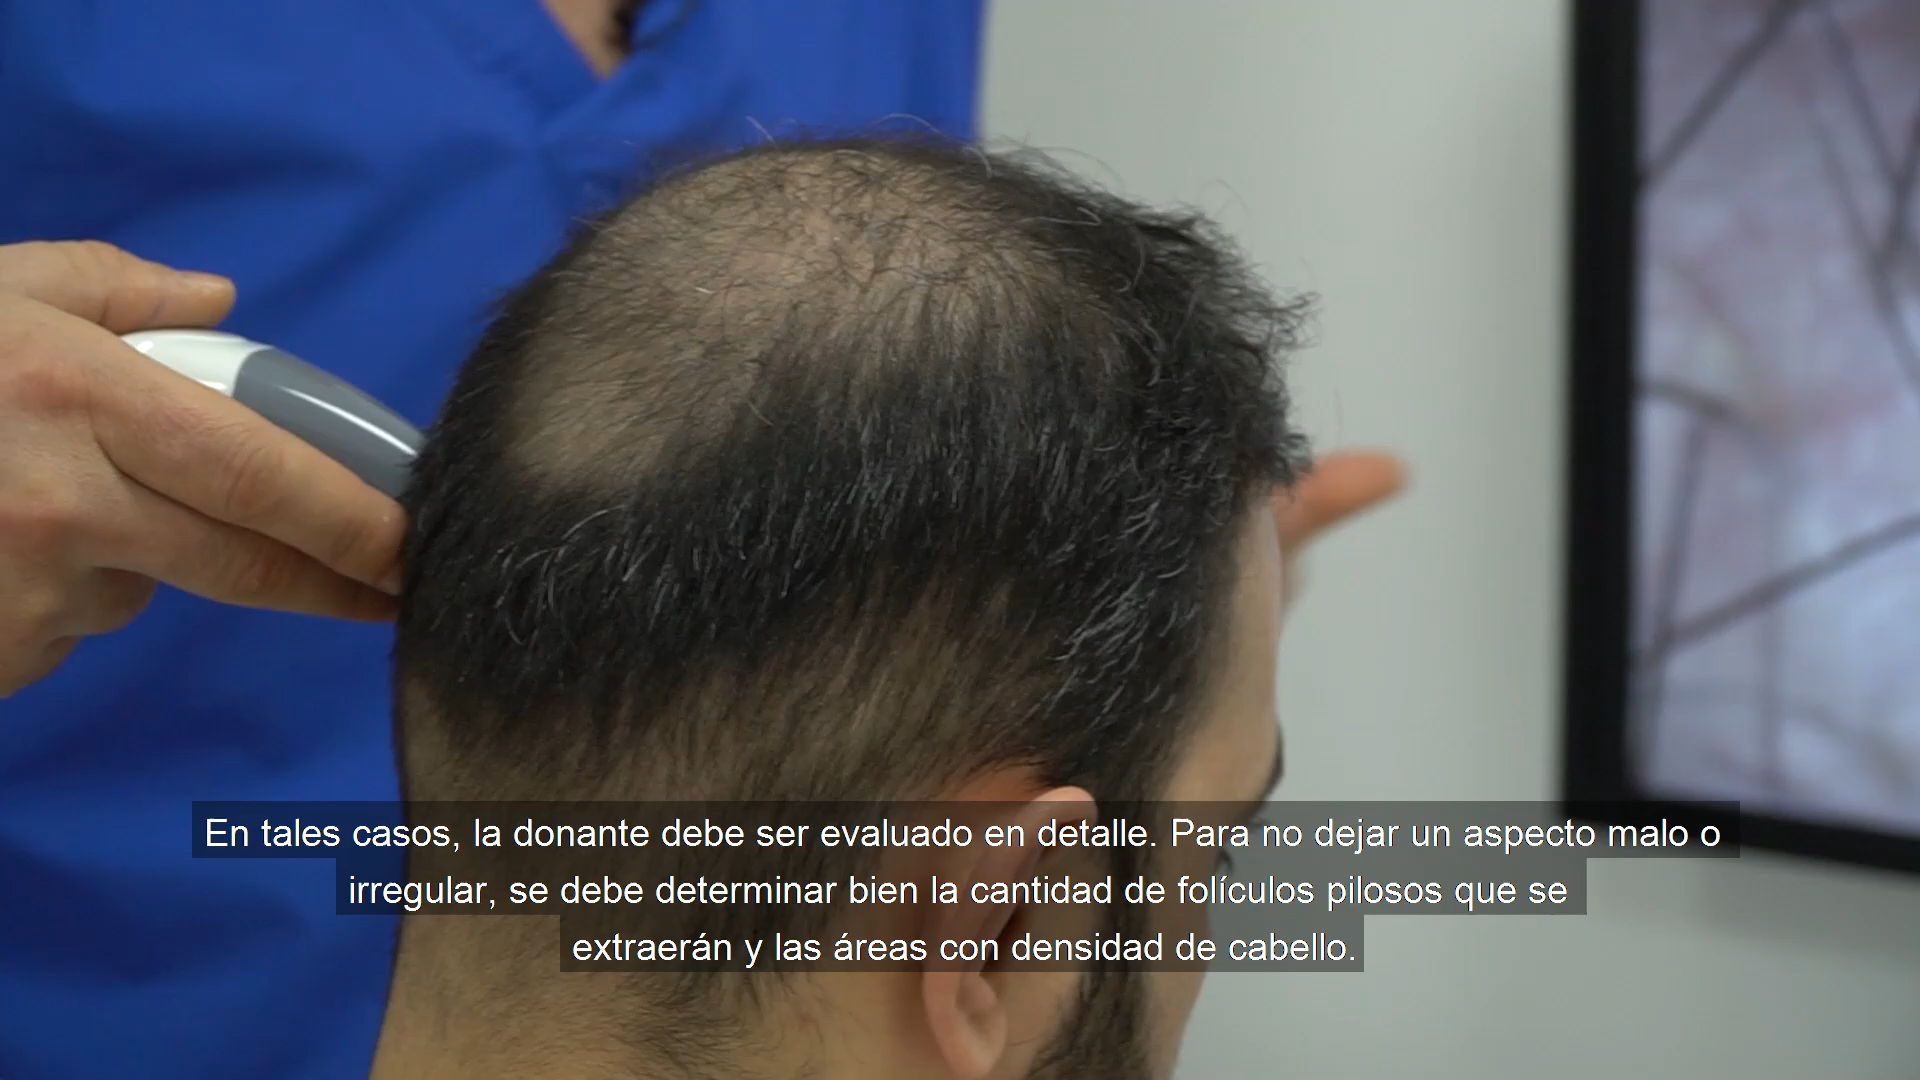 En tales casos, la donante debe ser evaluado en detalle. Para no dejar un aspecto malo o
irregular, se debe determinar bien la cantidad de folículos pilosos que se
extraerán y las áreas con densidad de cabello.